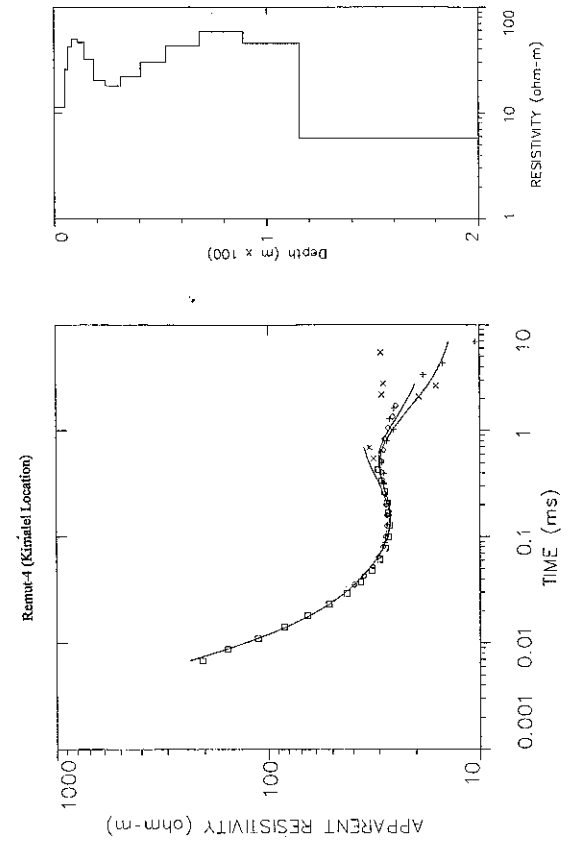 Remut-4 (Kimalel Location)
APPARENT RESISTIVITY (ohm-m)
1000
100
10
0.001
0.01
0.1
1
10
TIME (ms)
Depth (m x 100)
0
1
2
1
10
100
RESISTIVITY (ohm-m)